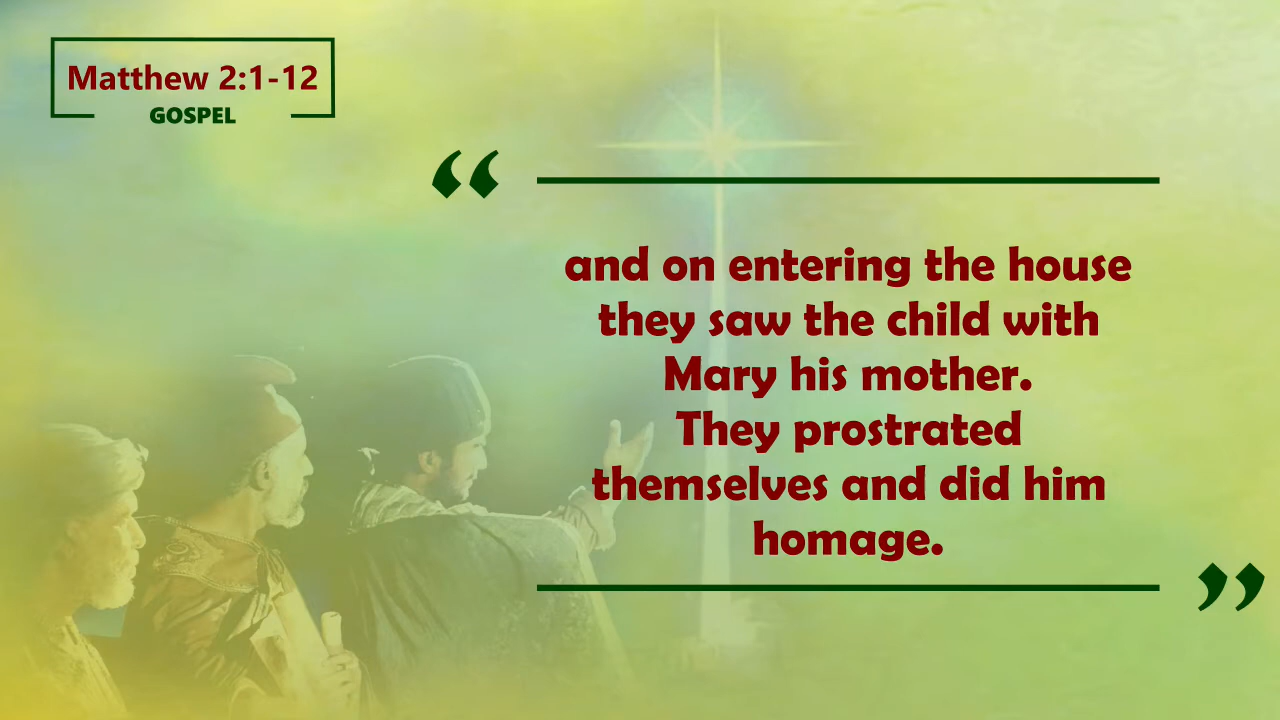 Matthew 2:1-12
GOSPEL
“
and on entering the house
they saw the child with
Mary his mother.
They prostrated
themselves and did him
homage.
”